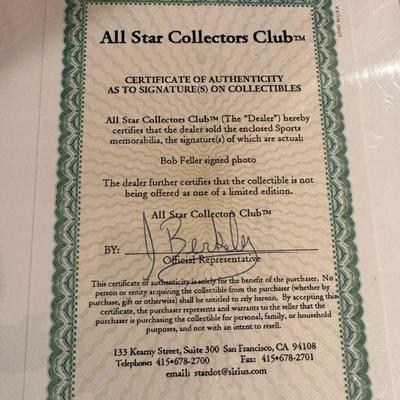 All Star Collectors Club™
CERTIFICATE OF AUTHENTICITY
AS TO SIGNATURE(S) ON COLLECTIBLES
All Star Collectors Club™ (The "Dealer") hereby
certifies that the dealer sold the enclosed Sports
memorabilia, the signature(s) of which are actual:
Bob Feller signed photo
The dealer further certifies that the collectible is not
being offered as one of a limited edition.
All Star Collectors Club™
BY:
Official Representative
This certificate of authenticity is solely for the benefit of the purchaser. No
person or entity acquiring the collectible from the purchaser (whether by
purchase, gift or otherwise) shall be entitled to rely hereon. By accepting this
certificate, the purchaser represents and warrants to the seller that the
purchaser is purchasing the collectible for personal, family, or household
purposes, and not with an intent to resell.
133 Kearny Street, Suite 300 San Francisco, CA 94108
Telephone: 415•678-2700 Fax: 415•678-2701
email: stardot@sirius.com